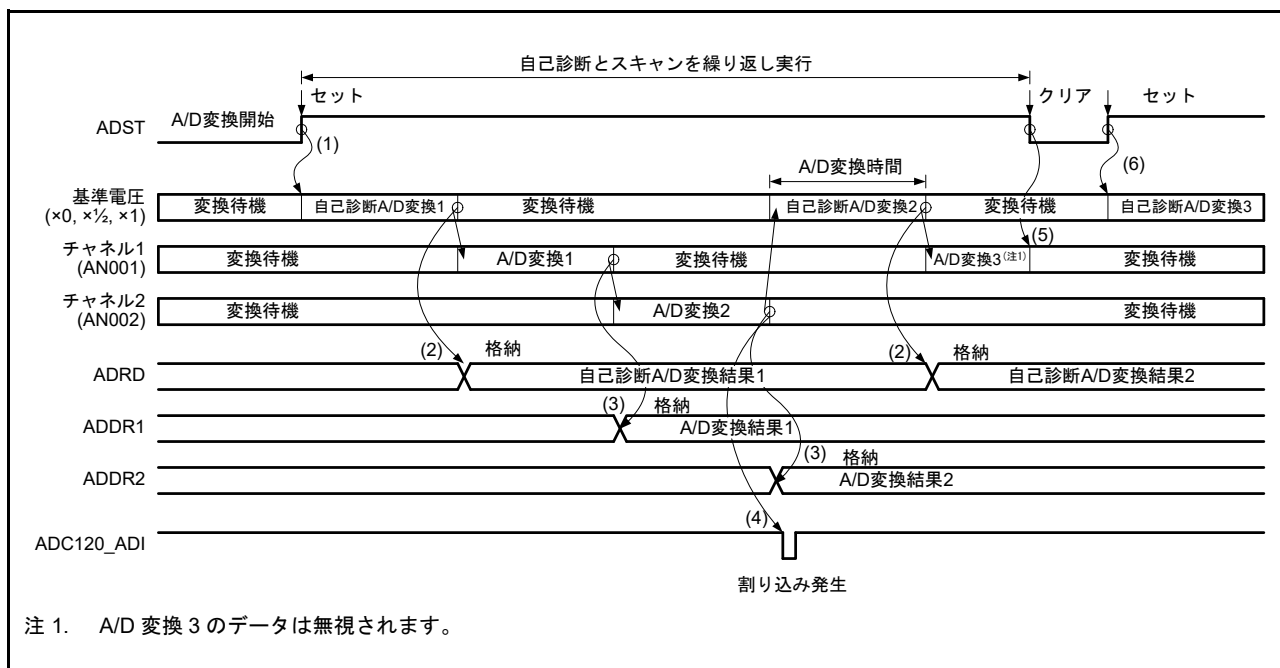 自己診断とスキャンを繰り返し実行
セット クリア セット
ADST A/D変換開始
(1) (6)
A/D変換時間
基準電圧
(×0, ×½, ×1)
変換待機 自己診断A/D変換1 変換待機 自己診断A/D変換2 変換待機 自己診断A/D変換3
(5)
チャネル1
(AN001)
変換待機 A/D変換1 変換待機 A/D変換3(注1) 変換待機
チャネル2
(AN002)
変換待機 A/D変換2 変換待機
(2) 格納 (2) 格納
ADRD 自己診断A/D変換結果1 自己診断A/D変換結果2
(3) 格納
ADDR1 A/D変換結果1
(3) 格納
ADDR2 A/D変換結果2
(4)
ADC120_ADI
割り込み発生
注 1. A/D 変換 3 のデータは無視されます。